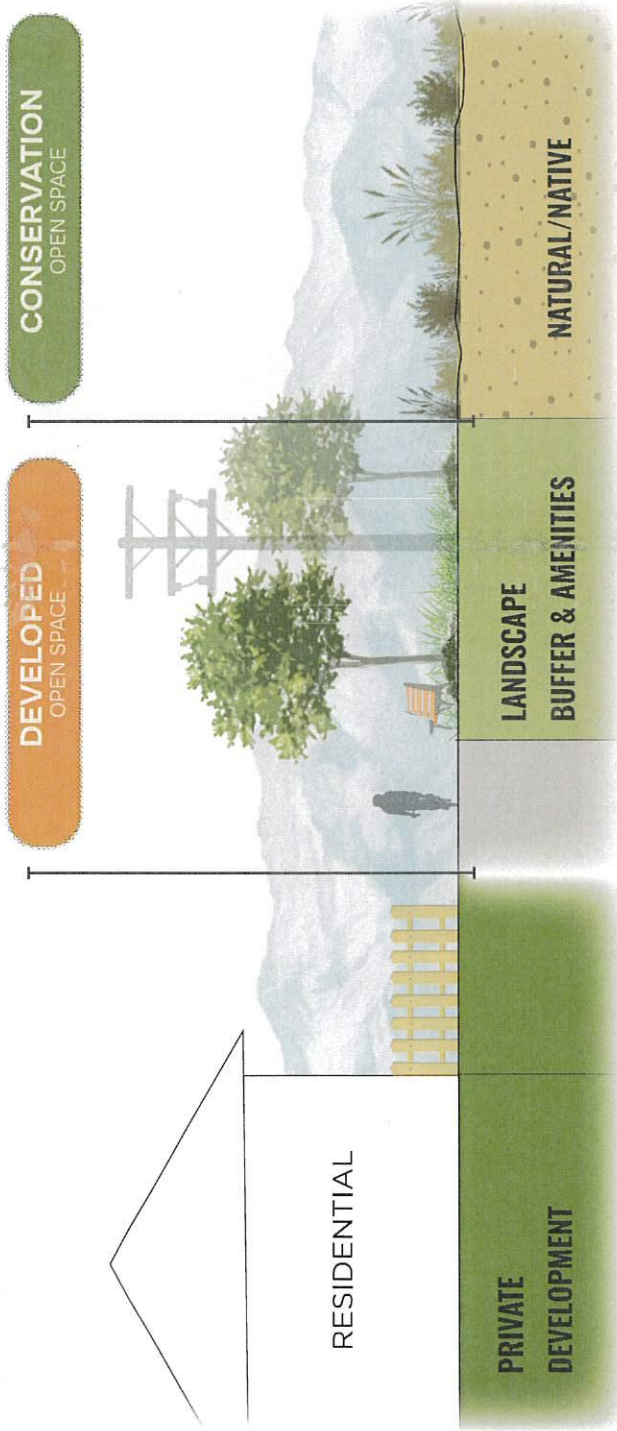 DEVELOPED
OPEN SPACE
CONSERVATION
OPEN SPACE
RESIDENTIAL
PRIVATE
DEVELOPMENT
LANDSCAPE
BUFFER & AMENITIES
NATURAL/NATIVE